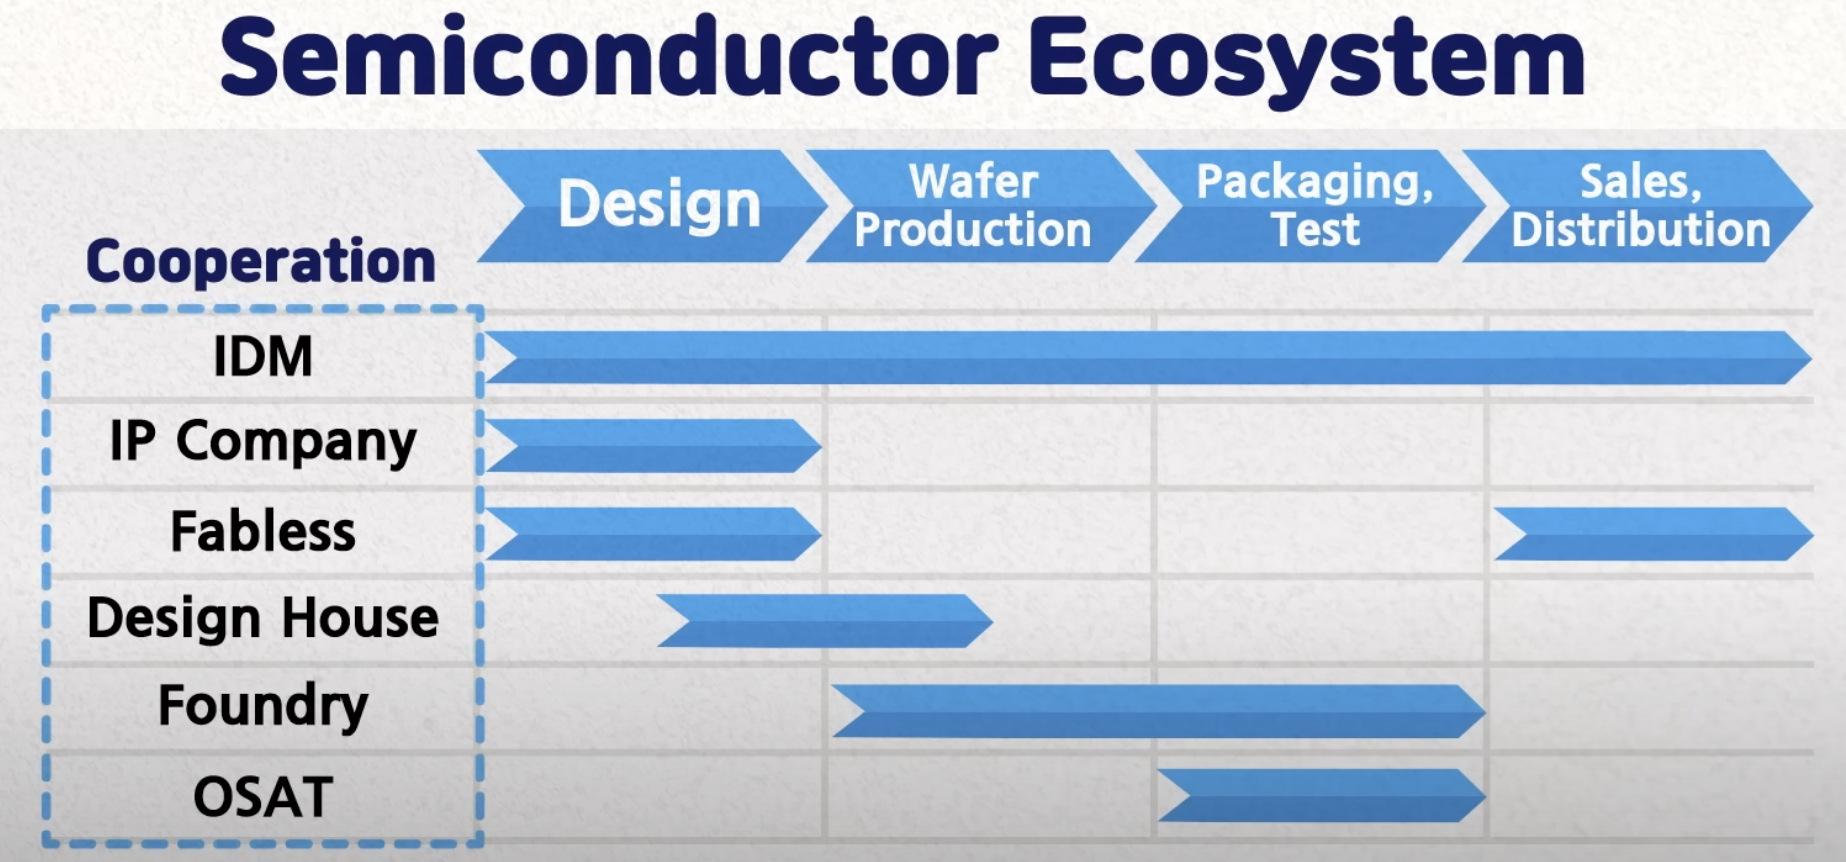 Semiconductor Ecosystem
Design
Wafer
Production
Packaging,
Test
Sales,
Distribution
Cooperation
IDM
IP Company
Fabless
Design House
Foundry
OSAT